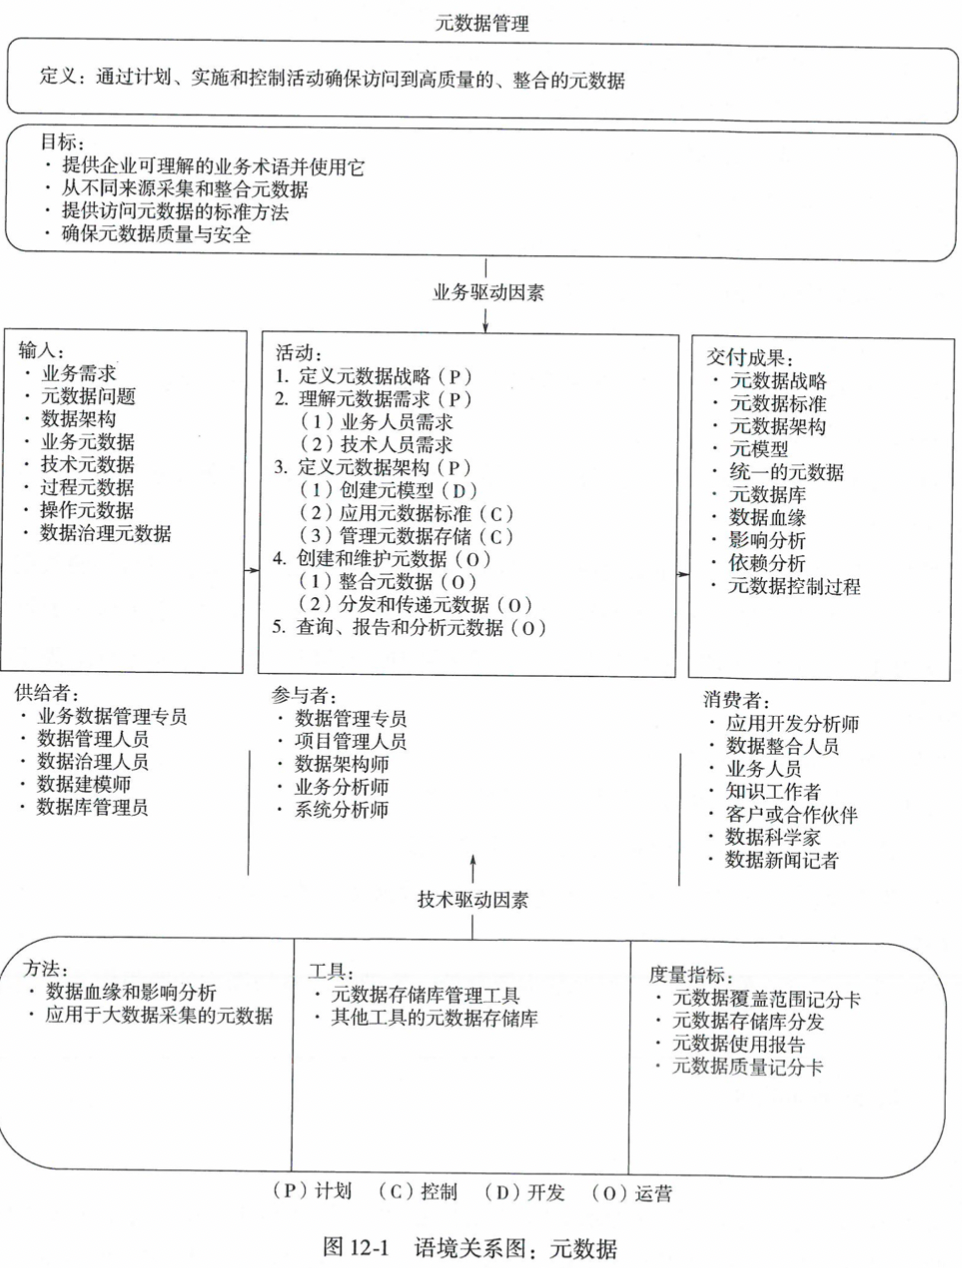 元数据管理
定义：通过计划、实施和控制活动确保访问到高质量的、整合的元数据
目标：
· 提供企业可理解的业务术语并使用它
· 从不同来源采集和整合元数据
· 提供访问元数据的标准方法
· 确保元数据质量与安全
业务驱动因素
输入：
· 业务需求
· 元数据问题
· 数据架构
· 业务元数据
· 技术元数据
· 过程元数据
· 操作元数据
· 数据治理元数据
活动：
1. 定义元数据战略（P）
2. 理解元数据需求（P）
（1）业务人员需求
（2）技术人员需求
3. 定义元数据架构（P）
（1）创建元模型（D）
（2）应用元数据标准（C）
（3）管理元数据存储（C）
4. 创建和维护元数据（O）
（1）整合元数据（O）
（2）分发和传递元数据（O）
5. 查询、报告和分析元数据（O）
交付成果：
· 元数据战略
· 元数据标准
· 元数据架构
· 元模型
· 统一的元数据
· 元数据库
· 数据血缘
· 影响分析
· 依赖分析
· 元数据控制过程
供给者：
· 业务数据管理专员
· 数据管理人员
· 数据治理人员
· 数据建模师
· 数据库管理员
参与者：
· 数据管理专员
· 项目管理人员
· 数据架构师
· 业务分析师
· 系统分析师
消费者：
· 应用开发分析师
· 数据整合人员
· 业务人员
· 知识工作者
· 客户或合作伙伴
· 数据科学家
· 数据新闻记者
技术驱动因素
方法：
· 数据血缘和影响分析
· 应用于大数据采集的元数据
工具：
· 元数据存储库管理工具
· 其他工具的元数据存储库
度量指标：
· 元数据覆盖范围记分卡
· 元数据存储库分发
· 元数据使用报告
· 元数据质量记分卡
（P）计划 （C）控制 （D）开发 （O）运营
图 12-1 语境关系图：元数据